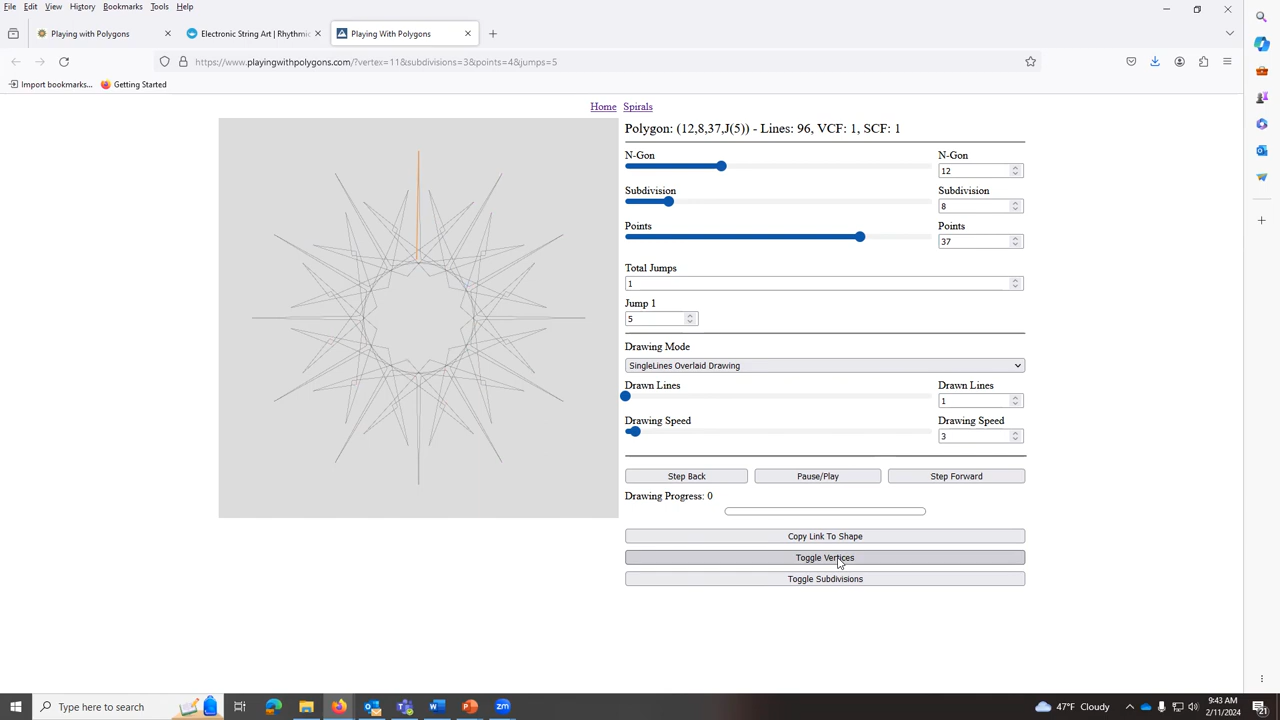 File Edit View History Bookmarks Tools Help
Playing with Polygons Electronic String Art | Rhythmic Playing With Polygons
https://www.playingwithpolygons.com/?vertex=11&subdivisions=3&points=4&jumps=5
Import bookmarks... Getting Started
Home Spirals
Polygon: (12,8,37,J(5)) - Lines: 96, VCF: 1, SCF: 1
N-Gon N-Gon
12
Subdivision Subdivision
8
Points Points
37
Total Jumps
1
Jump 1
5
Drawing Mode
SingleLines Overlaid Drawing
Drawn Lines Drawn Lines
1
Drawing Speed Drawing Speed
3
Step Back Pause/Play Step Forward
Drawing Progress: 0
Copy Link To Shape
Toggle Vertices
Toggle Subdivisions
Type here to search 47°F Cloudy 9:43 AM
2/11/2024